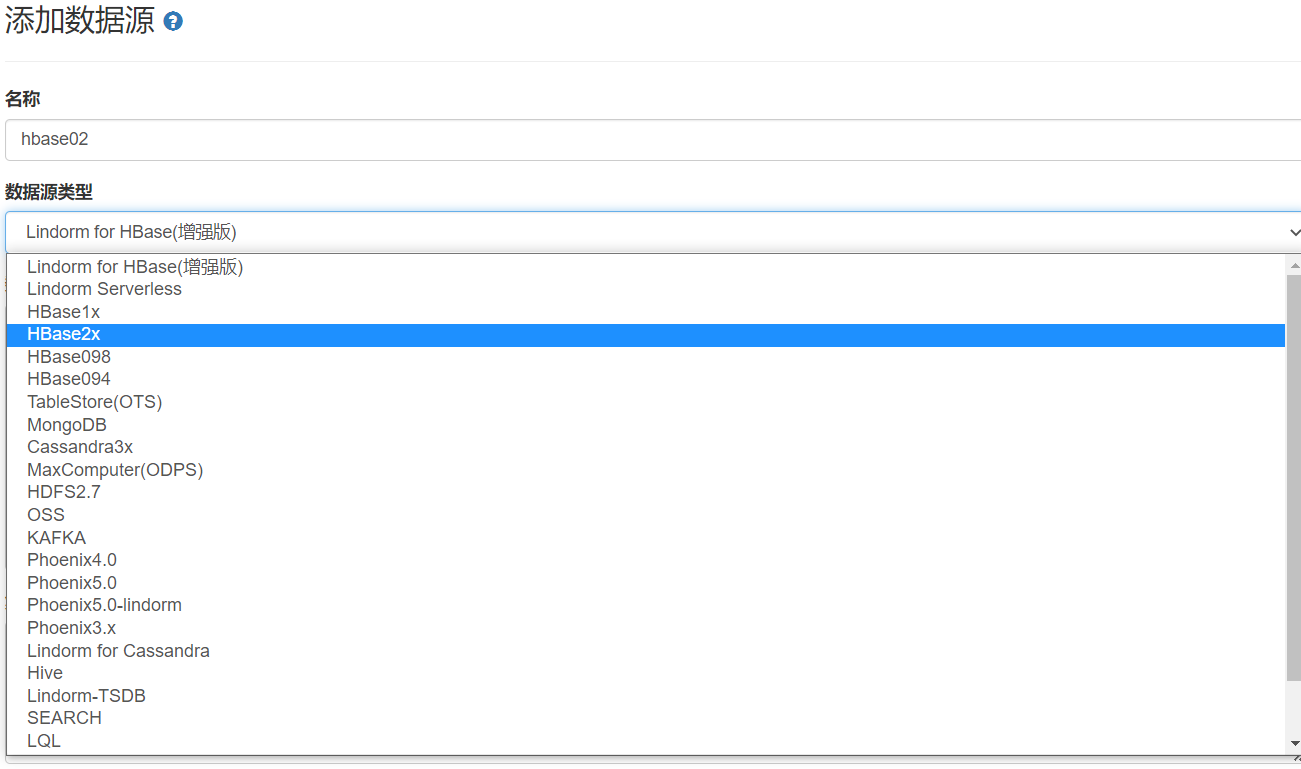 添加数据源 ?
名称
hbase02
数据源类型
Lindorm for HBase(增强版)
Lindorm for HBase(增强版)
Lindorm Serverless
HBase1x
HBase2x
HBase098
HBase094
TableStore(OTS)
MongoDB
Cassandra3x
MaxComputer(ODPS)
HDFS2.7
OSS
KAFKA
Phoenix4.0
Phoenix5.0
Phoenix5.0-lindorm
Phoenix3.x
Lindorm for Cassandra
Hive
Lindorm-TSDB
SEARCH
LQL